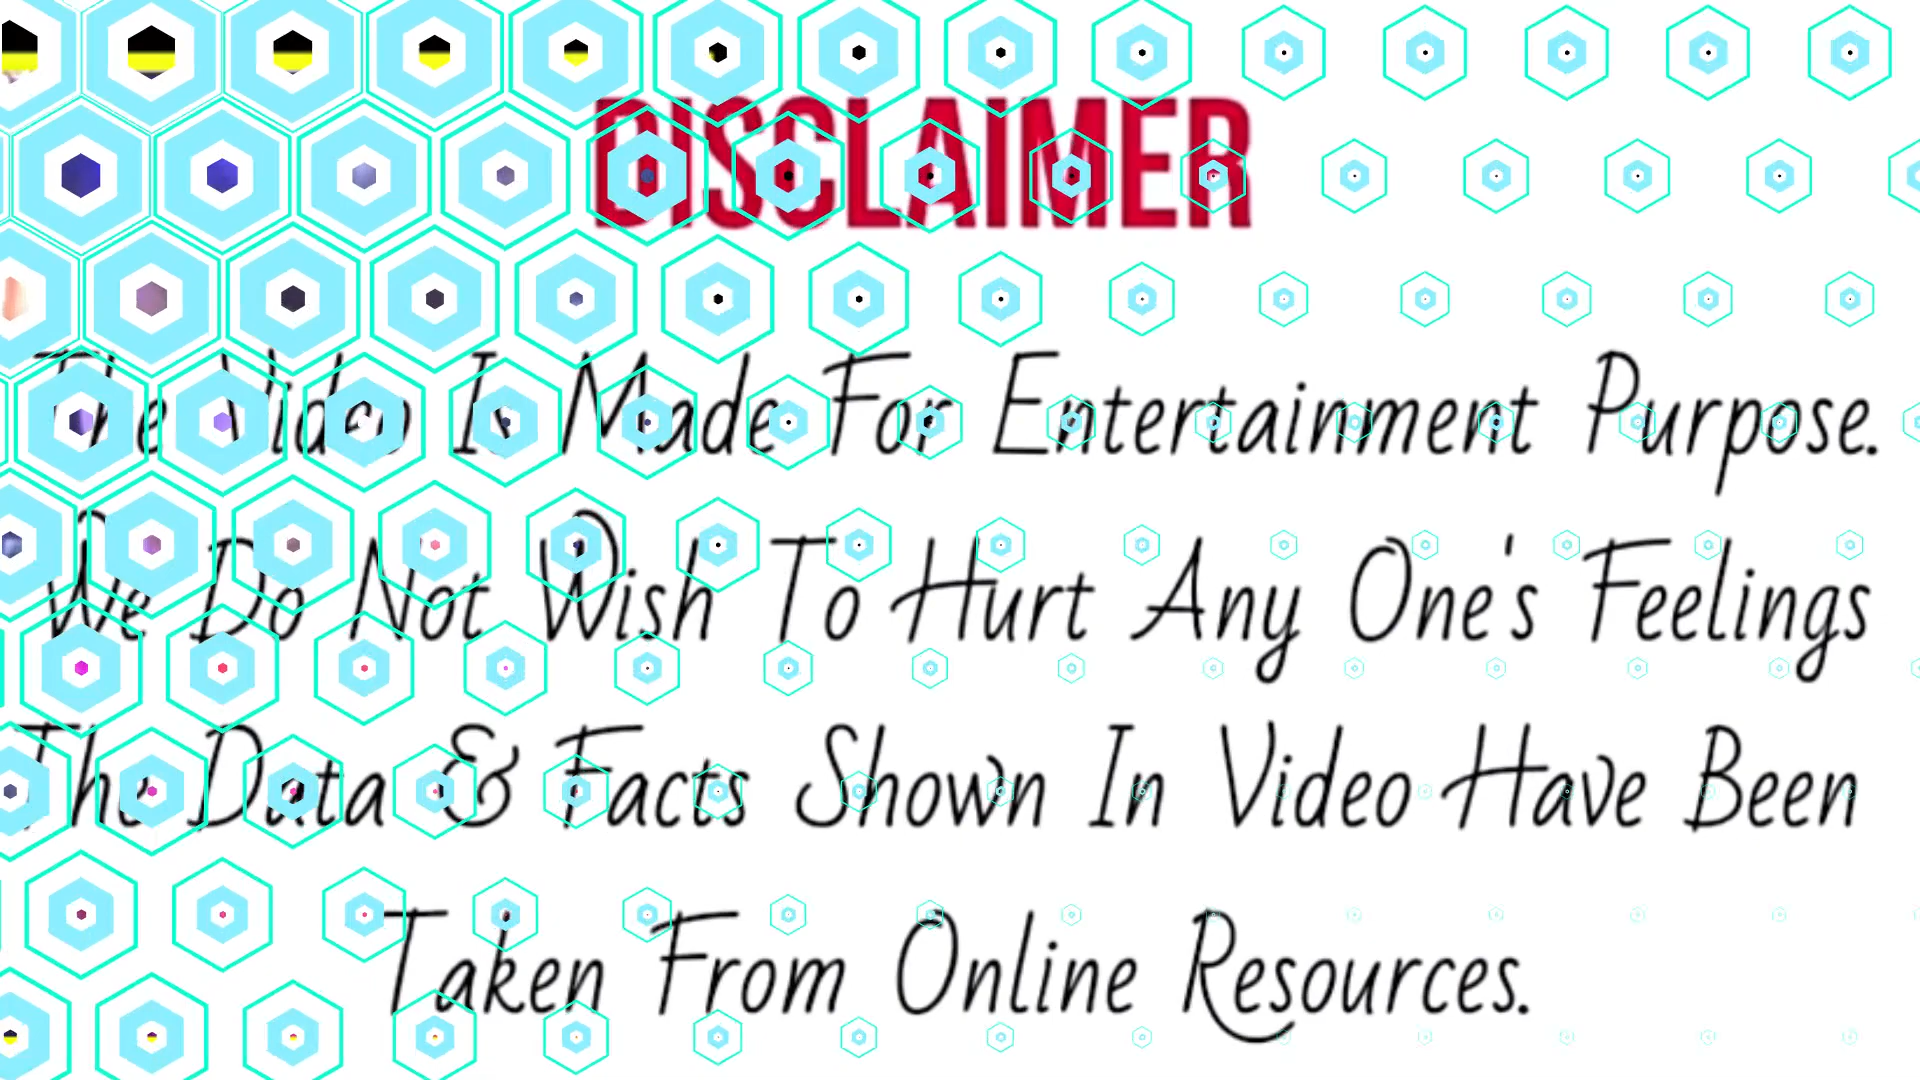 DISCLAIMER
The Video Is Made For Entertainment Purpose.
We Do Not Wish To Hurt Any One's Feelings
The Data & Facts Shown In Video Have Been
Taken From Online Resources.